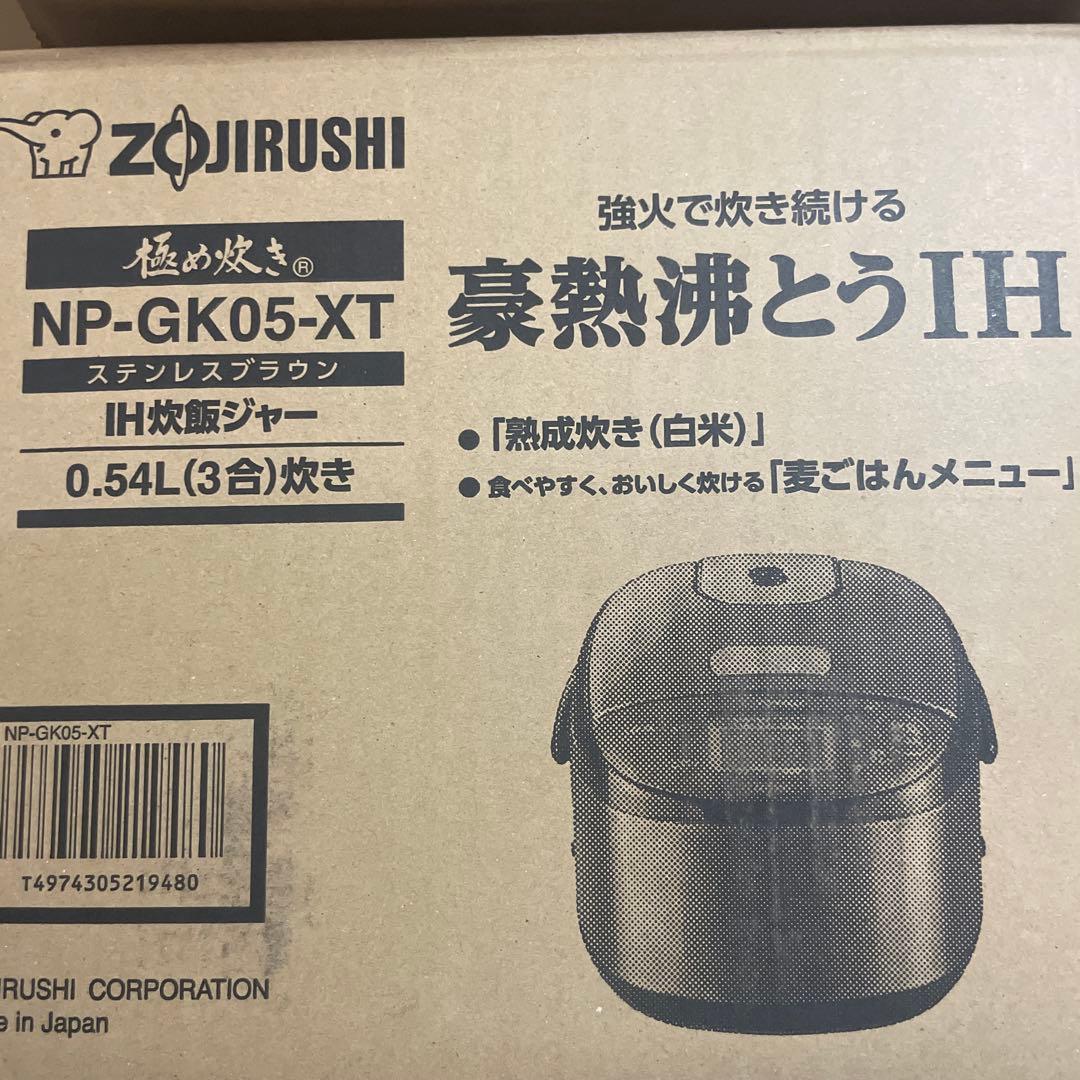 ZOJIRUSHI
極め炊き®
NP-GK05-XT
ステンレスブラウン
IH炊飯ジャー
0.54L(3合)炊き
強火で炊き続ける
豪熱沸とうIH
●「熟成炊き(白米)」
●食べやすく、おいしく炊ける「麦ごはんメニュー」
NP-GK05-XT
T4974305219480
IRUSHI CORPORATION
e in Japan